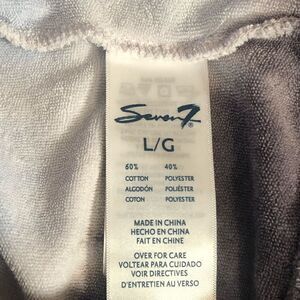 Seven7®
L/G
60% 40%
COTTON POLYESTER
ALGODÓN POLIÉSTER
COTON POLYESTER
MADE IN CHINA
HECHO EN CHINA
FAIT EN CHINE
OVER FOR CARE
VOLTEAR PARA CUIDADO
VOIR DIRECTIVES
D'ENTRETIEN AU VERSO